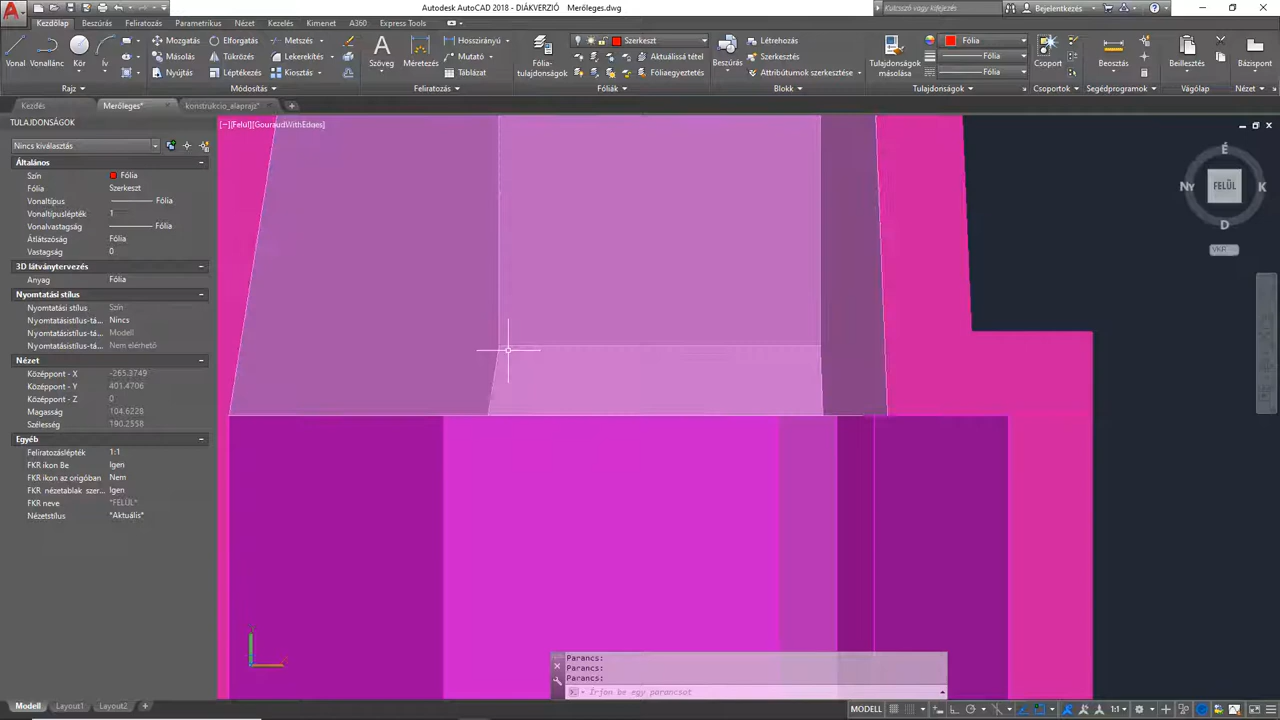 Autodesk AutoCAD 2018 - DIÁKVERZIÓ Merőleges.dwg
Kulcsszó vagy kifejezés
Bejelentkezés
Kezdőlap Beszúrás Feliratozás Parametrikus Nézet Kezelés Kimenet A360 Express Tools
Vonal Vonallánc Kör Ív
Mozgatás Elforgatás Metszés
Másolás Tükrözés Lekerekítés
Nyújtás Léptékezés Kiosztás
Szöveg Méretezés
Hosszirányú
Mutató
Táblázat
Fólia-
tulajdonságok
Szerkeszt
Aktuálissá tétel
Fóliaegyeztetés
Beszúrás
Létrehozás
Szerkesztés
Attribútumok szerkesztése
Tulajdonságok
másolása
Fólia
Fólia
Fólia
Csoport Beosztás Beillesztés Bázispont
Rajz Módosítás Feliratozás Fóliák Blokk Tulajdonságok Csoportok Segédprogramok Vágólap Nézet
Kezdés Merőleges* konstrukcio_alaprajz*
TULAJDONSÁGOK
Nincs kiválasztás
Általános
Szín Fólia
Fólia Szerkeszt
Vonaltípus Fólia
Vonaltípuslépték 1
Vonalvastagság Fólia
Átlátszóság Fólia
Vastagság 0
3D látványtervezés
Anyag Fólia
Nyomtatási stílus
Nyomtatási stílus Szín
Nyomtatásistílus-tá... Nincs
Nyomtatásistílus-tá... Modell
Nyomtatásistílus-tá... Nem elérhető
Nézet
Középpont - X -265.3749
Középpont - Y 401.4706
Középpont - Z 0
Magasság 104.6228
Szélesség 190.2558
Egyéb
Feliratozáslépték 1:1
FKR ikon Be Igen
FKR ikon az origóban Nem
FKR nézetablak szer... Igen
FKR neve "FELÜL"
Nézetstílus *Aktuális*
[−][Felül][GouraudWithEdges]
É
NY FELÜL K
D
VKR
Parancs:
Parancs:
Parancs:
Írjon be egy parancsot
Modell Layout1 Layout2 +
MODELL 1:1